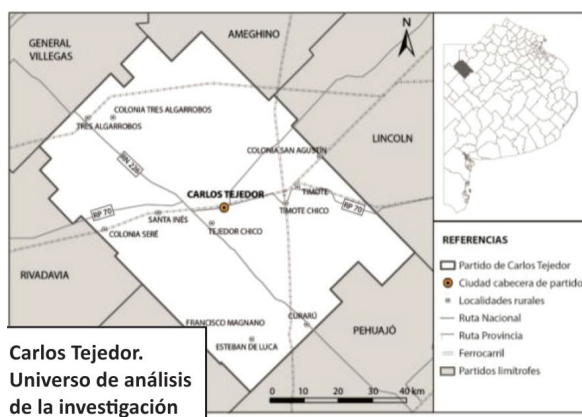 GENERAL
VILLEGAS
AMEGHINO
N
COLONIA TRES ALGARROBOS
TRES ALGARROBOS
LINCOLN
COLONIA SAN AGUSTÍN
RN 226
CARLOS TEJEDOR
TIMOTE
RP 70
SANTA INÉS
TIMOTE CHICO
RP 70
TEJEDOR CHICO
COLONIA SERÉ
RIVADAVIA
FRANCISCO MAGNANO
CURARÚ
PEHUAJÓ
ESTEBAN DE LUCA
0 10 20 30 40 km
REFERENCIAS
Partido de Carlos Tejedor
Ciudad cabecera de partido
Localidades rurales
Ruta Nacional
Ruta Provincia
Ferrocarril
Partidos limítrofes
Carlos Tejedor.
Universo de análisis
de la investigación